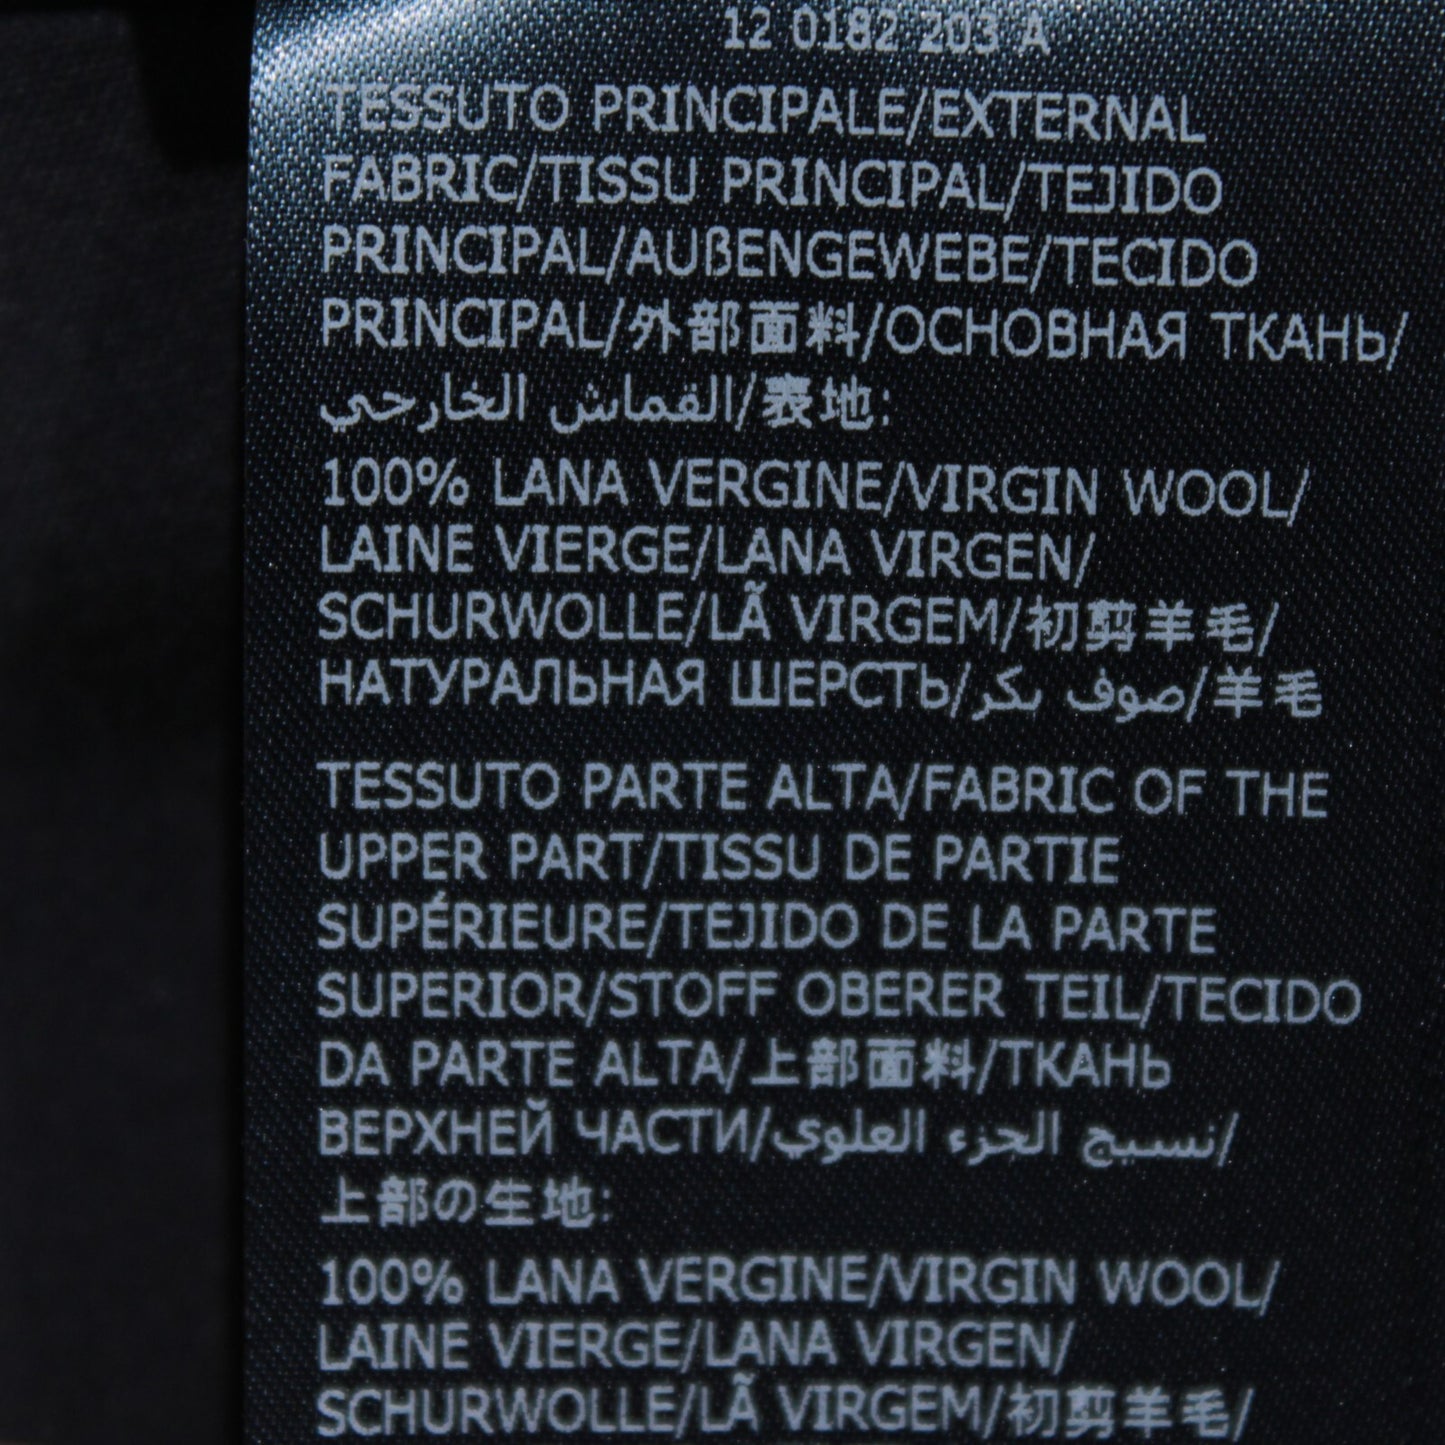 12 0182 203 A
TESSUTO PRINCIPALE/EXTERNAL
FABRIC/TISSU PRINCIPAL/TEJIDO
PRINCIPAL/AUßENGEWEBE/TECIDO
PRINCIPAL/外部面料/ОСНОВНАЯ ТКАНЬ/
القماش الخارجي/表地:
100% LANA VERGINE/VIRGIN WOOL/
LAINE VIERGE/LANA VIRGEN/
SCHURWOLLE/LÃ VIRGEM/初剪羊毛/
НАТУРАЛЬНАЯ ШЕРСТЬ/صوف بكر/羊毛
TESSUTO PARTE ALTA/FABRIC OF THE
UPPER PART/TISSU DE PARTIE
SUPÉRIEURE/TEJIDO DE LA PARTE
SUPERIOR/STOFF OBERER TEIL/TECIDO
DA PARTE ALTA/上部面料/ТКАНЬ
ВЕРХНЕЙ ЧАСТИ/نسيج الجزء العلوي/
上部の生地:
100% LANA VERGINE/VIRGIN WOOL/
LAINE VIERGE/LANA VIRGEN/
SCHURWOLLE/LÃ VIRGEM/初剪羊毛/